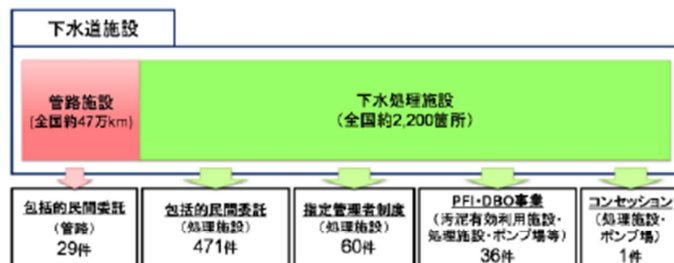 下水道施設
管路施設
(全国約47万km)
下水処理施設
(全国約2,200箇所)
包括的民間委託
(管路)
29件
包括的民間委託
(処理施設)
471件
指定管理者制度
(処理施設)
60件
PFI・DBO事業
(汚泥有効利用施設・
処理施設・ポンプ場等)
36件
コンセッション
(処理施設・
ポンプ場)
1件